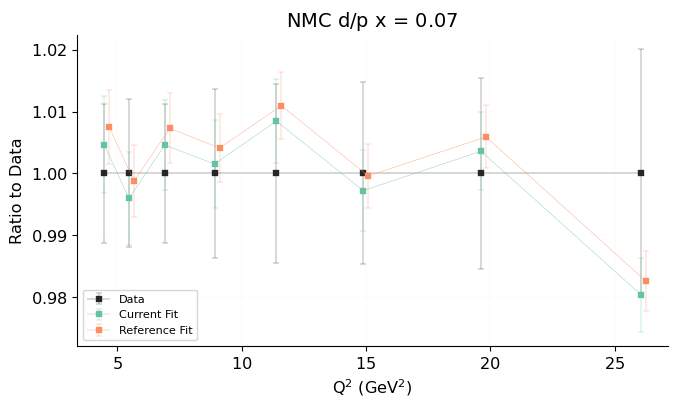 NMC d/p x = 0.07
Ratio to Data
1.02
1.01
1.00
0.99
0.98
Data
Current Fit
Reference Fit
5 10 15 20 25
Q² (GeV²)